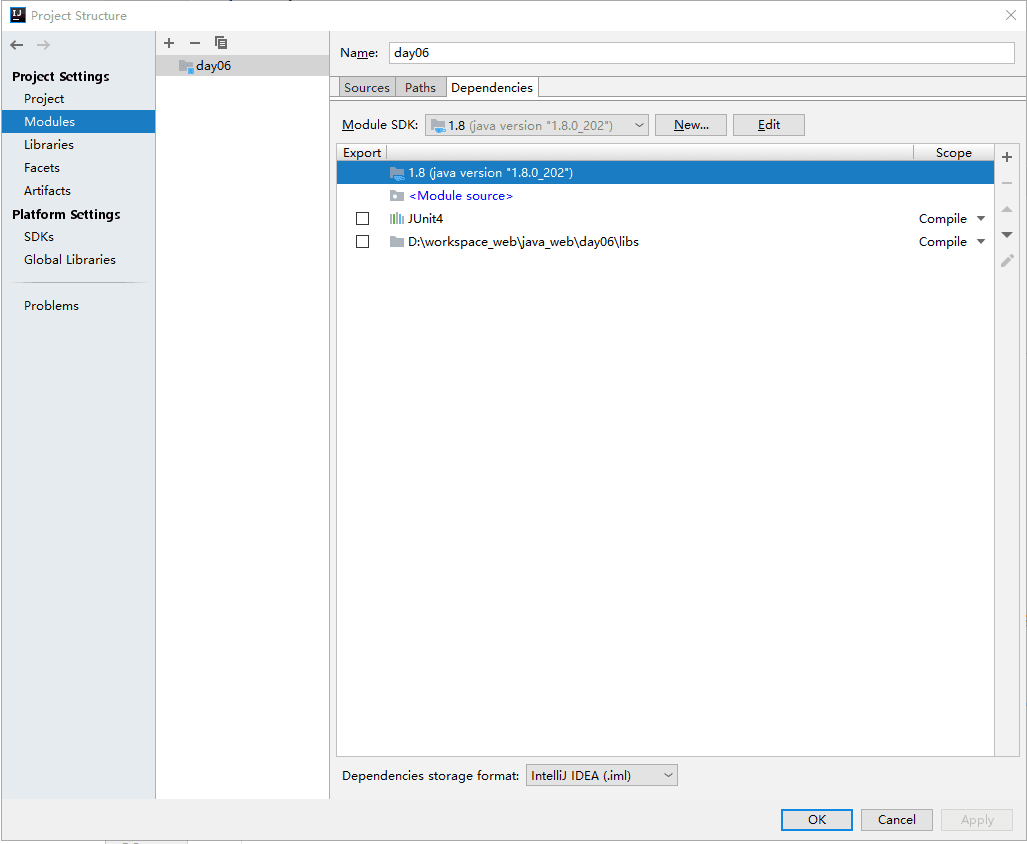 Project Structure
Project Settings
Project
Modules
Libraries
Facets
Artifacts
Platform Settings
SDKs
Global Libraries
Problems
day06
Name: day06
Sources Paths Dependencies
Module SDK: 1.8 (java version "1.8.0_202") New... Edit
Export Scope
1.8 (java version "1.8.0_202")
<Module source>
JUnit4 Compile
D:\workspace_web\java_web\day06\libs Compile
Dependencies storage format: IntelliJ IDEA (.iml)
OK Cancel Apply